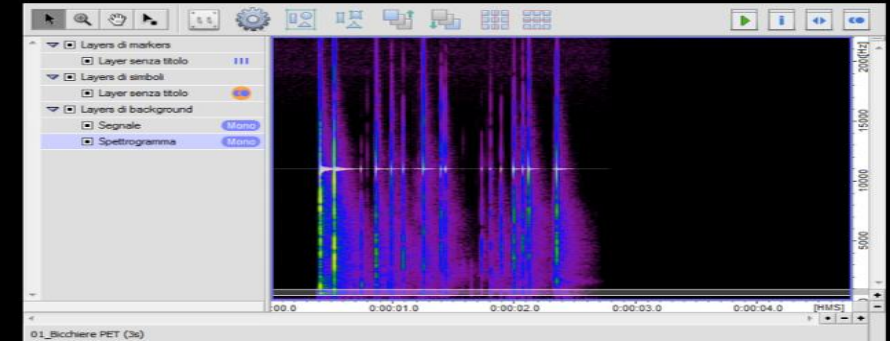 Layers di markers
Layer senza titolo
Layers di simboli
Layer senza titolo
Layers di background
Segnale Mono
Spettrogramma Mono
200[Hz]
15000
10000
5000
0
:00.0 0:00:01.0 0:00:02.0 0:00:03.0 0:00:04.0 [HMS]
01_Bicchiere PET (3s)